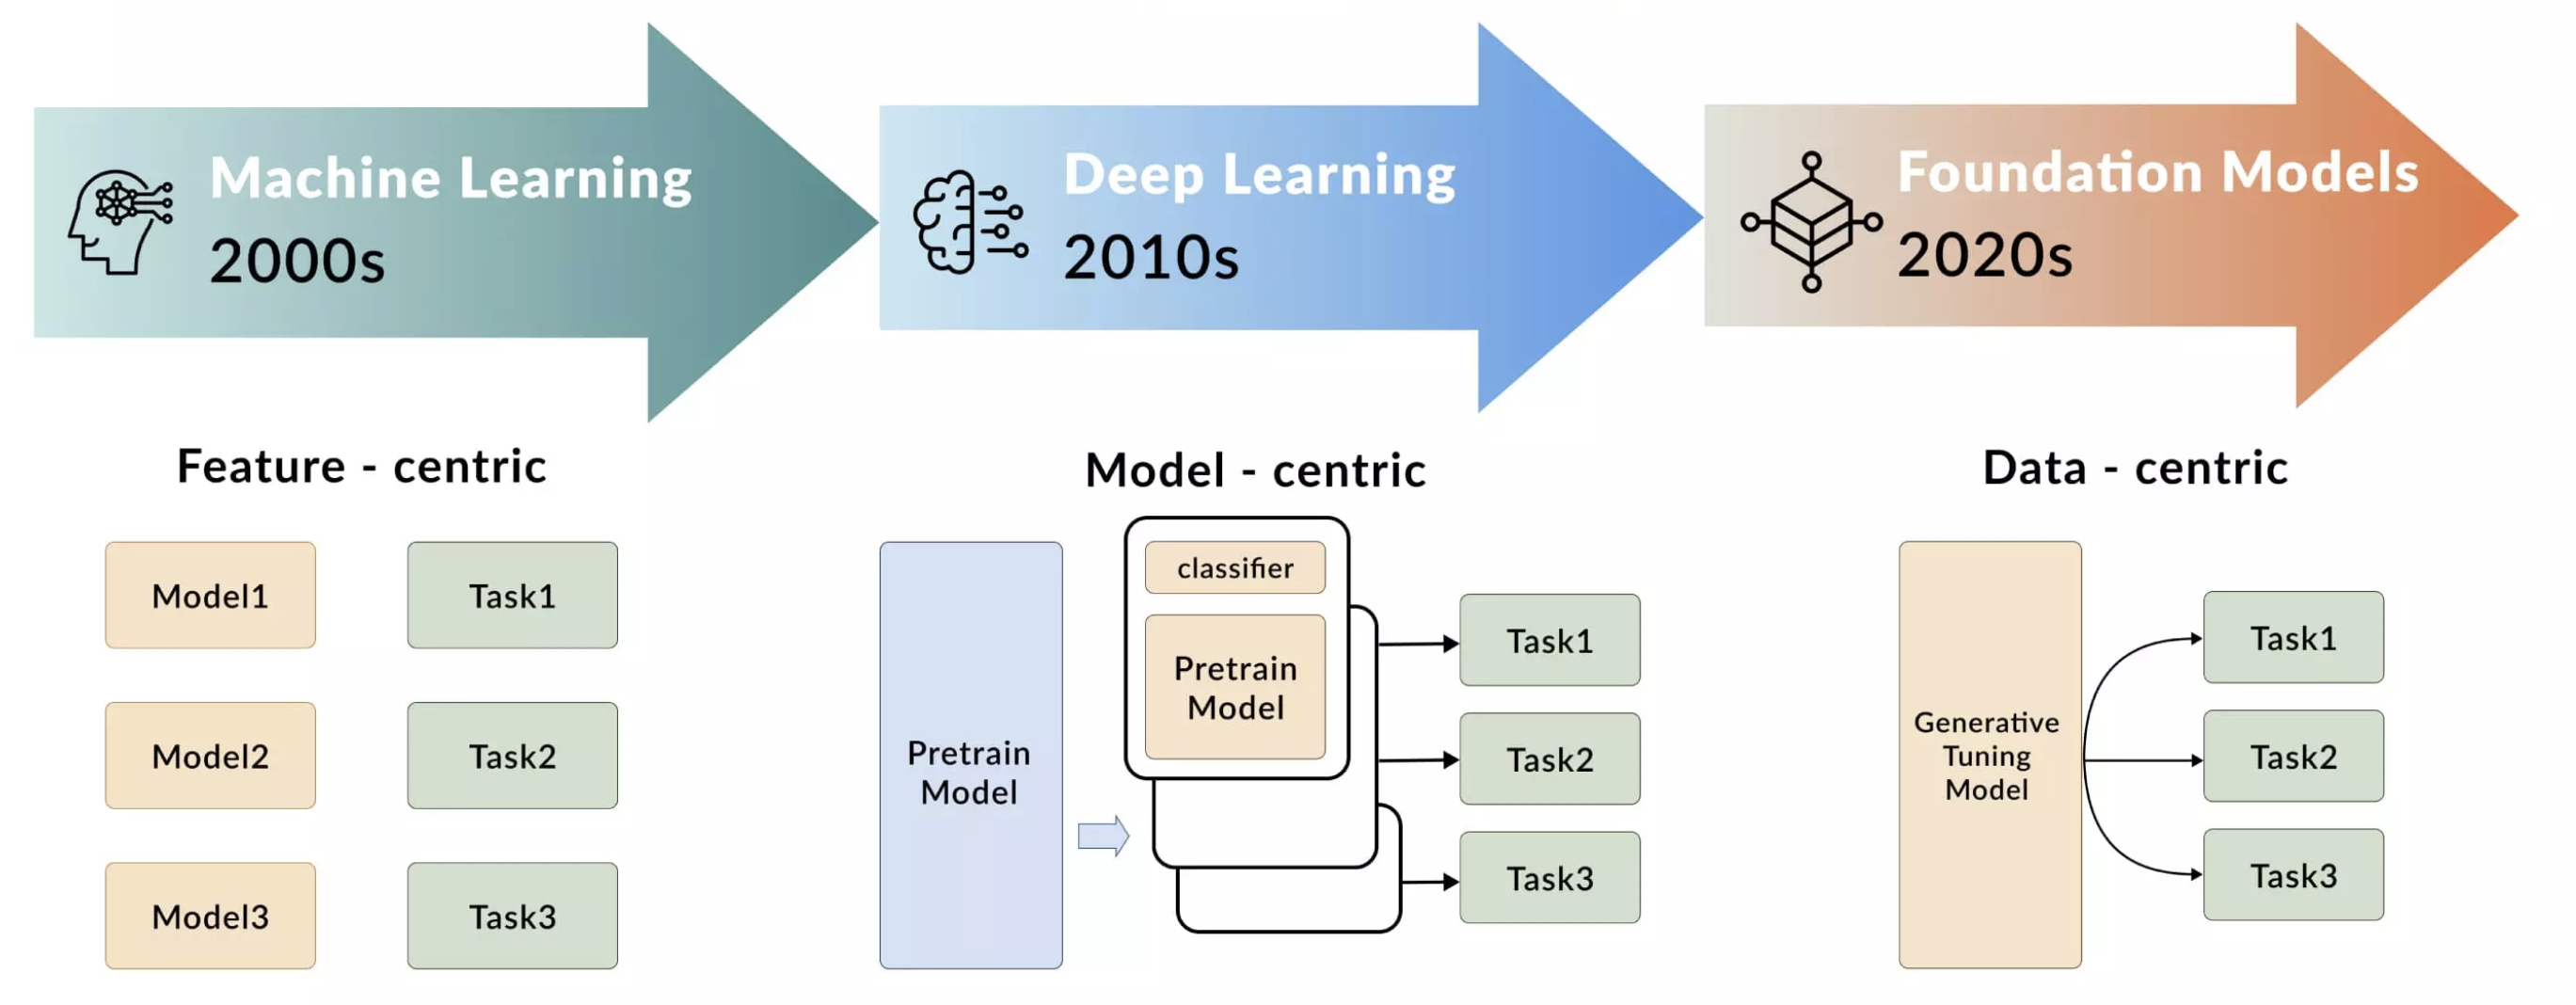 Machine Learning
2000s
Deep Learning
2010s
Foundation Models
2020s
Feature - centric
Model1
Task1
Model2
Task2
Model3
Task3
Model - centric
Pretrain
Model
classifier
Pretrain
Model
Task1
Task2
Task3
Data - centric
Generative
Tuning
Model
Task1
Task2
Task3